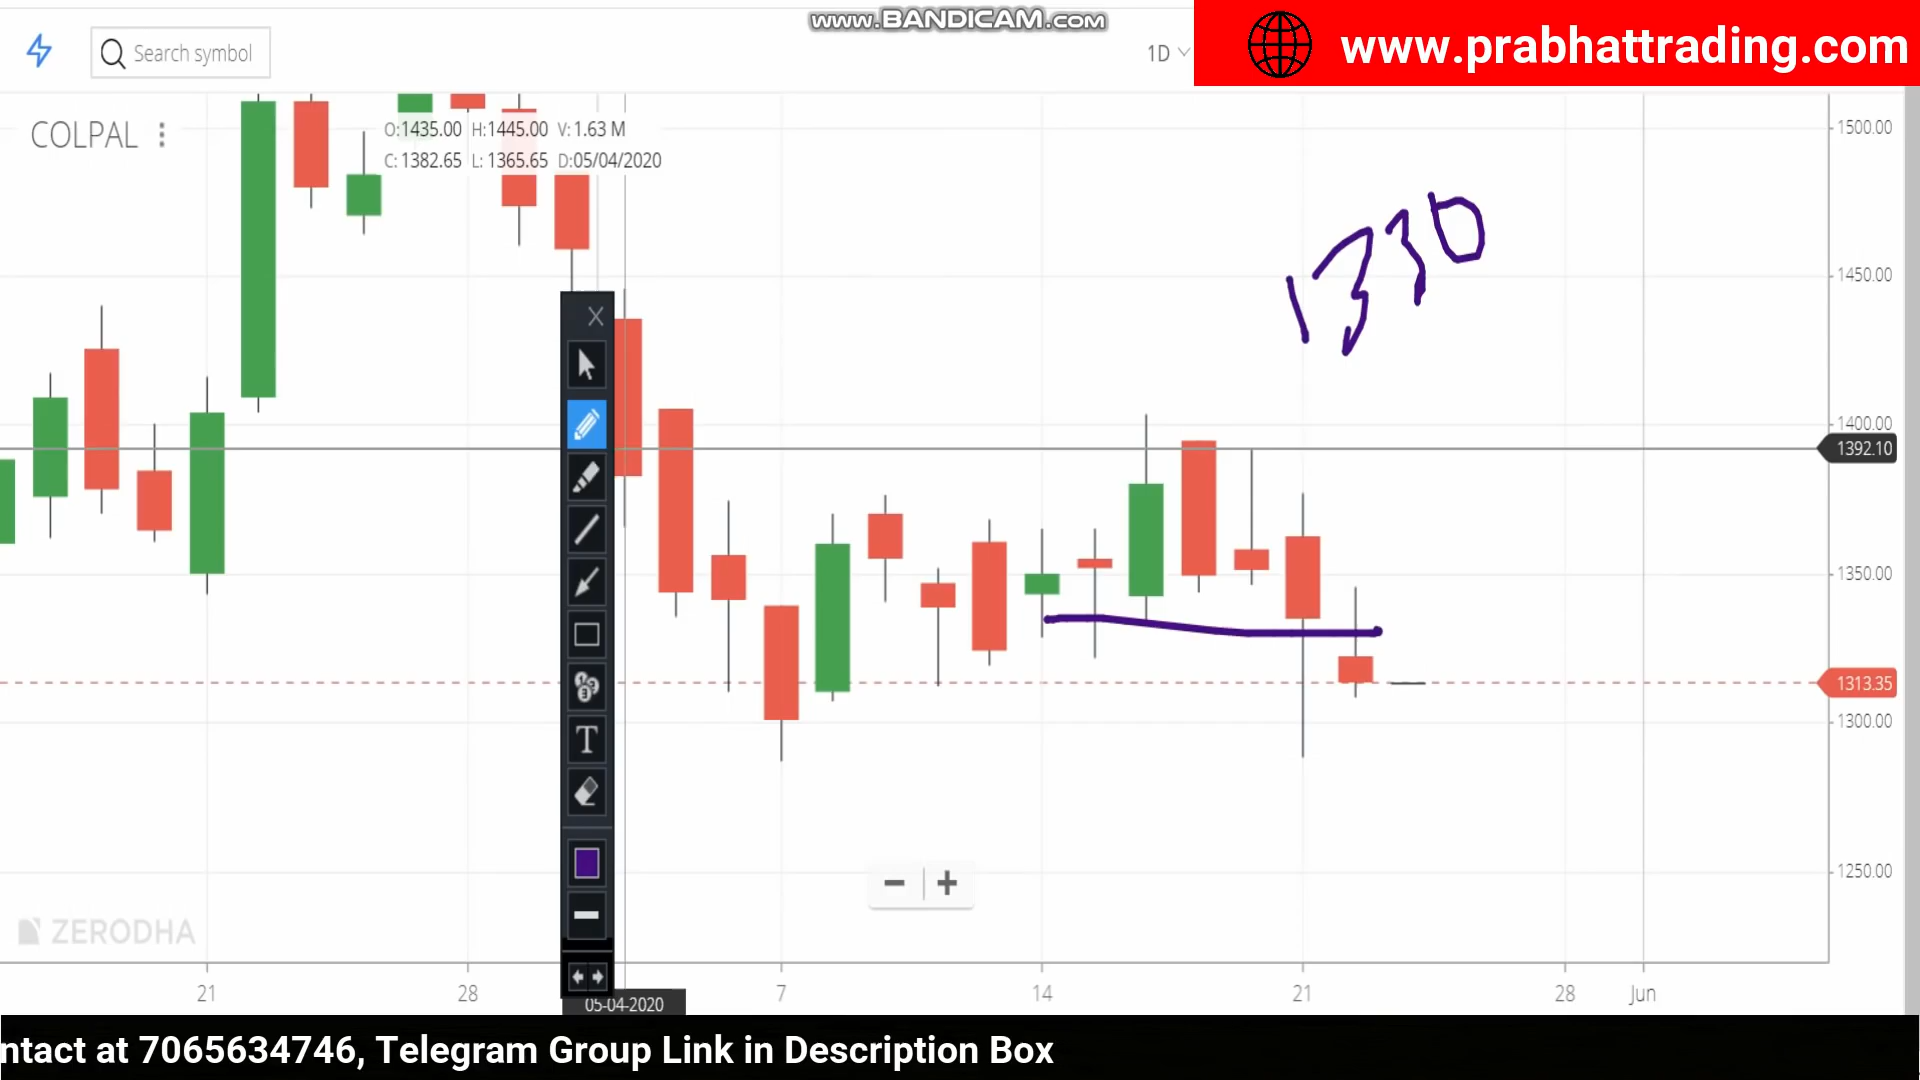 www.BANDICAM.com
Search symbol
1D
www.prabhattrading.com
COLPAL
O:1435.00 H:1445.00 V:1.63 M
C:1382.65 L:1365.65 D:05/04/2020
1500.00
1450.00
1400.00
1392.10
1350.00
1313.35
1300.00
1250.00
1330
X
T
ZERODHA
21
28
7
14
21
28
Jun
05-04-2020
ntact at 7065634746, Telegram Group Link in Description Box